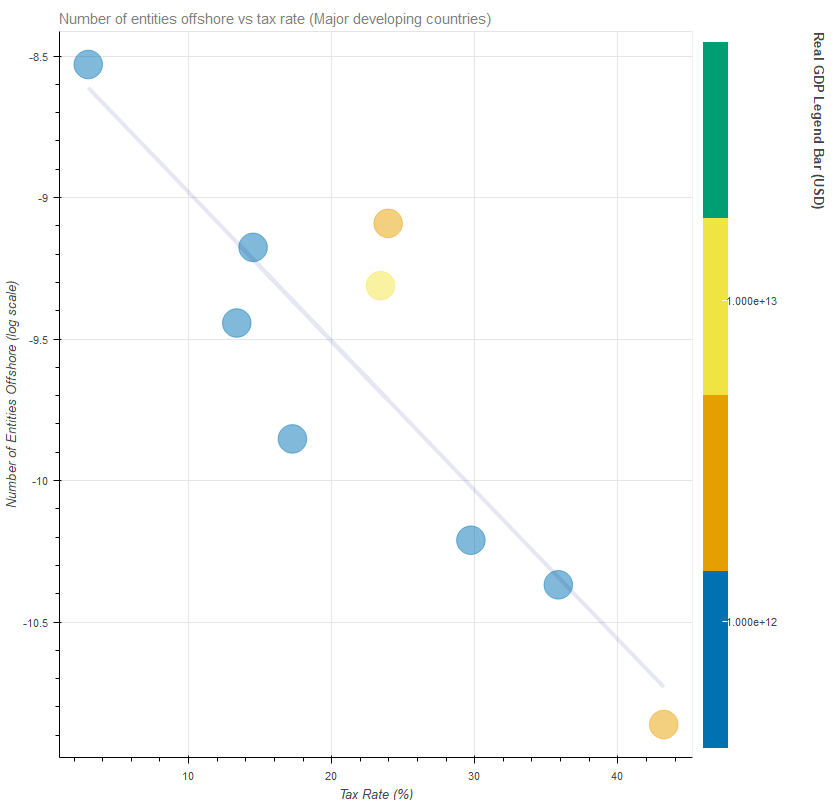 Number of entities offshore vs tax rate (Major developing countries)
-8.5
-9
-9.5
-10
-10.5
Number of Entities Offshore (log scale)
10
20
30
40
Tax Rate (%)
1.000e+13
1.000e+12
Real GDP Legend Bar (USD)